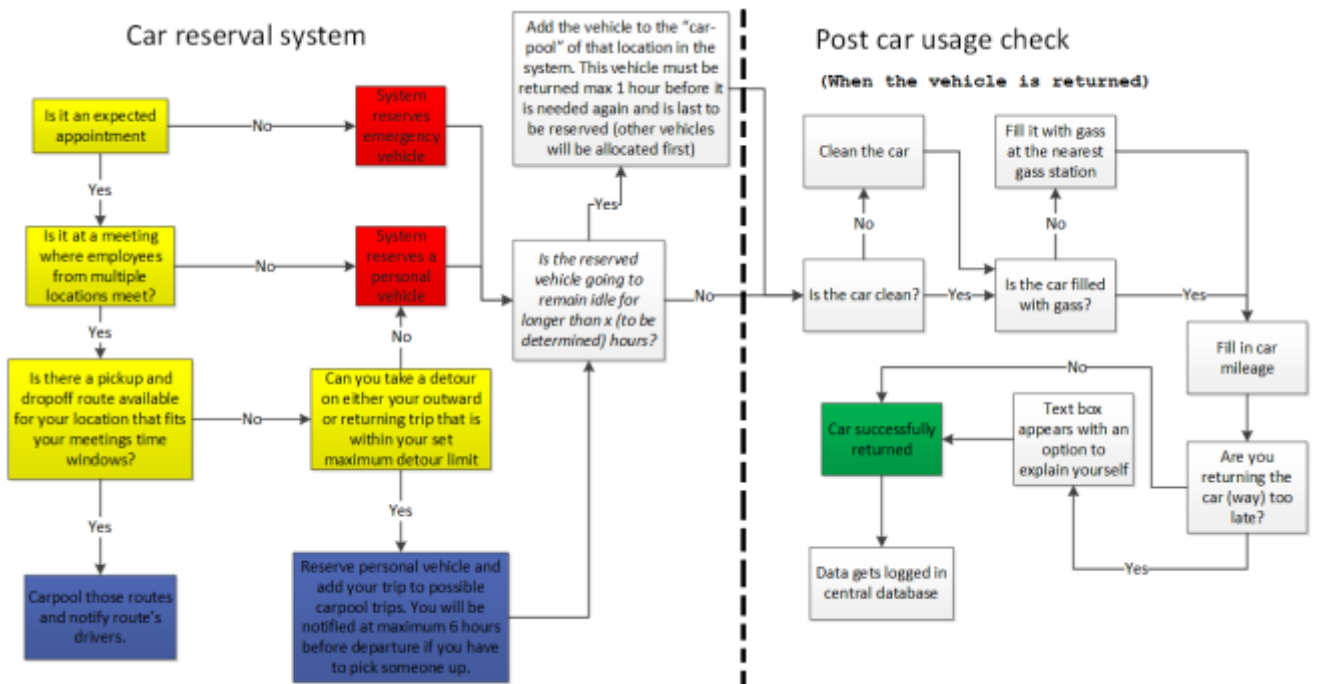 Car reserval system
Is it an expected
appointment
No
System
reserves
emergency
vehicle
Yes
Is it at a meeting
where employees
from multiple
locations meet?
No
System
reserves a
personal
vehicle
Yes
No
Is there a pickup and
dropoff route available
for your location that fits
your meetings time
windows?
No
Can you take a detour
on either your outward
or returning trip that is
within your set
maximum detour limit
Yes
Yes
Carpool those routes
and notify route's
drivers.
Reserve personal vehicle and
add your trip to possible
carpool trips. You will be
notified at maximum 6 hours
before departure if you have
to pick someone up.
Add the vehicle to the “car-
pool” of that location in the
system. This vehicle must be
returned max 1 hour before it
is needed again and is last to
be reserved (other vehicles
will be allocated first)
Yes
Is the reserved
vehicle going to
remain idle for
longer than x (to be
determined) hours?
No
Post car usage check
(When the vehicle is returned)
Clean the car
Fill it with gass
at the nearest
gass station
No
No
Is the car clean?
Yes
Is the car filled
with gass?
Yes
Fill in car
mileage
No
Car successfully
returned
Text box
appears with an
option to
explain yourself
Are you
returning the
car (way) too
late?
Yes
Data gets logged in
central database